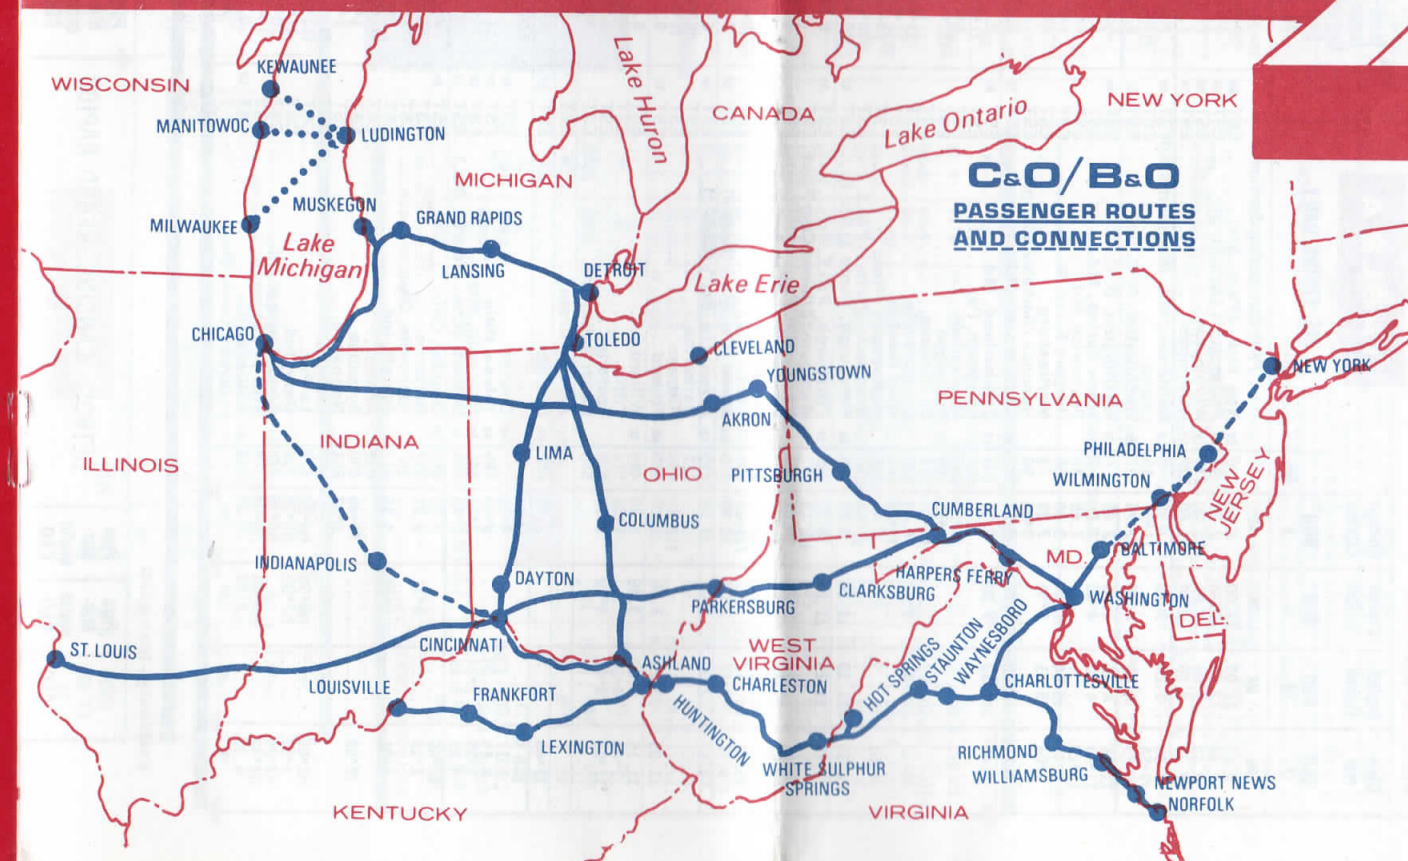 KEWAUNEE
WISCONSIN
MANITOWOC
LUDINGTON
Lake Huron
CANADA
Lake Ontario
NEW YORK
C&O/B&O
PASSENGER ROUTES
AND CONNECTIONS
MICHIGAN
MUSKEGON
GRAND RAPIDS
MILWAUKEE
Lake
Michigan
LANSING
DETROIT
Lake Erie
CHICAGO
TOLEDO
CLEVELAND
YOUNGSTOWN
NEW YORK
AKRON
PENNSYLVANIA
INDIANA
LIMA
OHIO
PITTSBURGH
PHILADELPHIA
ILLINOIS
WILMINGTON
NEW
JERSEY
COLUMBUS
CUMBERLAND
INDIANAPOLIS
DAYTON
HARPERS FERRY
MD.
BALTIMORE
CLARKSBURG
PARKERSBURG
WASHINGTON
DEL.
CINCINNATI
ST. LOUIS
WEST
VIRGINIA
ASHLAND
CHARLESTON
HOT SPRINGS
STAUNTON
WAYNESBORO
CHARLOTTESVILLE
LOUISVILLE
FRANKFORT
HUNTINGTON
LEXINGTON
WHITE SULPHUR
SPRINGS
RICHMOND
WILLIAMSBURG
NEWPORT NEWS
NORFOLK
KENTUCKY
VIRGINIA